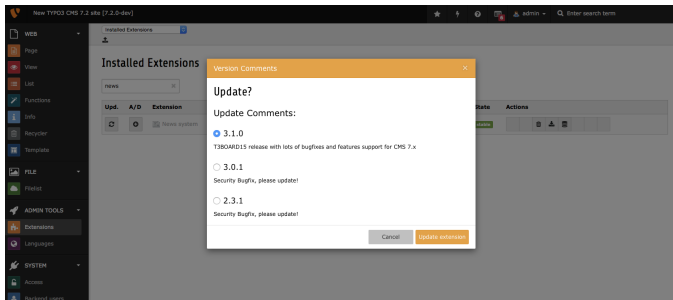 New TYPO3 CMS 7.2 site [7.2.0-dev]
admin
Enter search term
WEB
Page
View
List
Functions
Info
Recycler
Template
FILE
Filelist
ADMIN TOOLS
Extensions
Languages
SYSTEM
Access
Backend users
Installed Extensions
Installed Extensions
news
Upd. A/D Extension State Actions
News system
Version Comments ×
Update?
Update Comments:
3.1.0
T3BOARD15 release with lots of bugfixes and features support for CMS 7.x
3.0.1
Security Bugfix, please update!
2.3.1
Security Bugfix, please update!
Cancel Update extension